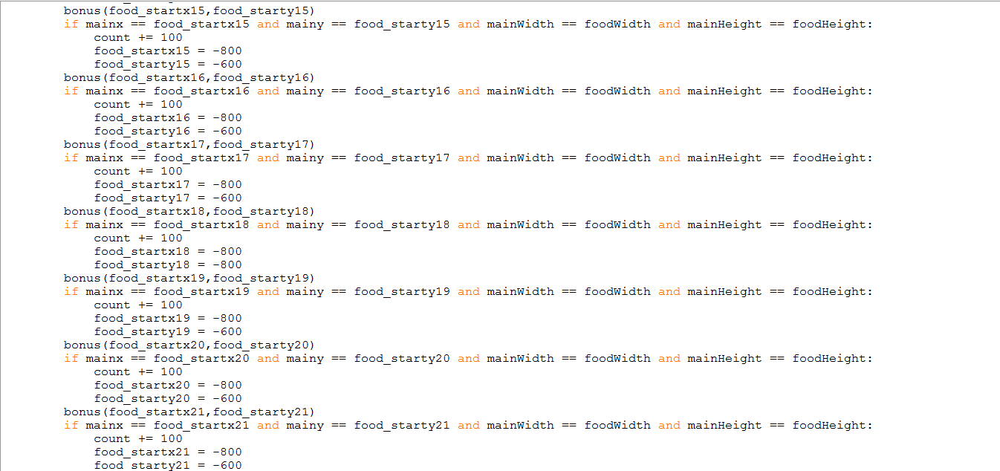 bonus(food_startx15,food_starty15)
if mainx == food_startx15 and mainy == food_starty15 and mainWidth == foodWidth and mainHeight == foodHeight:
    count += 100
    food_startx15 = -800
    food_starty15 = -600
bonus(food_startx16,food_starty16)
if mainx == food_startx16 and mainy == food_starty16 and mainWidth == foodWidth and mainHeight == foodHeight:
    count += 100
    food_startx16 = -800
    food_starty16 = -600
bonus(food_startx17,food_starty17)
if mainx == food_startx17 and mainy == food_starty17 and mainWidth == foodWidth and mainHeight == foodHeight:
    count += 100
    food_startx17 = -800
    food_starty17 = -600
bonus(food_startx18,food_starty18)
if mainx == food_startx18 and mainy == food_starty18 and mainWidth == foodWidth and mainHeight == foodHeight:
    count += 100
    food_startx18 = -800
    food_starty18 = -800
bonus(food_startx19,food_starty19)
if mainx == food_startx19 and mainy == food_starty19 and mainWidth == foodWidth and mainHeight == foodHeight:
    count += 100
    food_startx19 = -800
    food_starty19 = -600
bonus(food_startx20,food_starty20)
if mainx == food_startx20 and mainy == food_starty20 and mainWidth == foodWidth and mainHeight == foodHeight:
    count += 100
    food_startx20 = -800
    food_starty20 = -600
bonus(food_startx21,food_starty21)
if mainx == food_startx21 and mainy == food_starty21 and mainWidth == foodWidth and mainHeight == foodHeight:
    count += 100
    food_startx21 = -800
    food_starty21 = -600